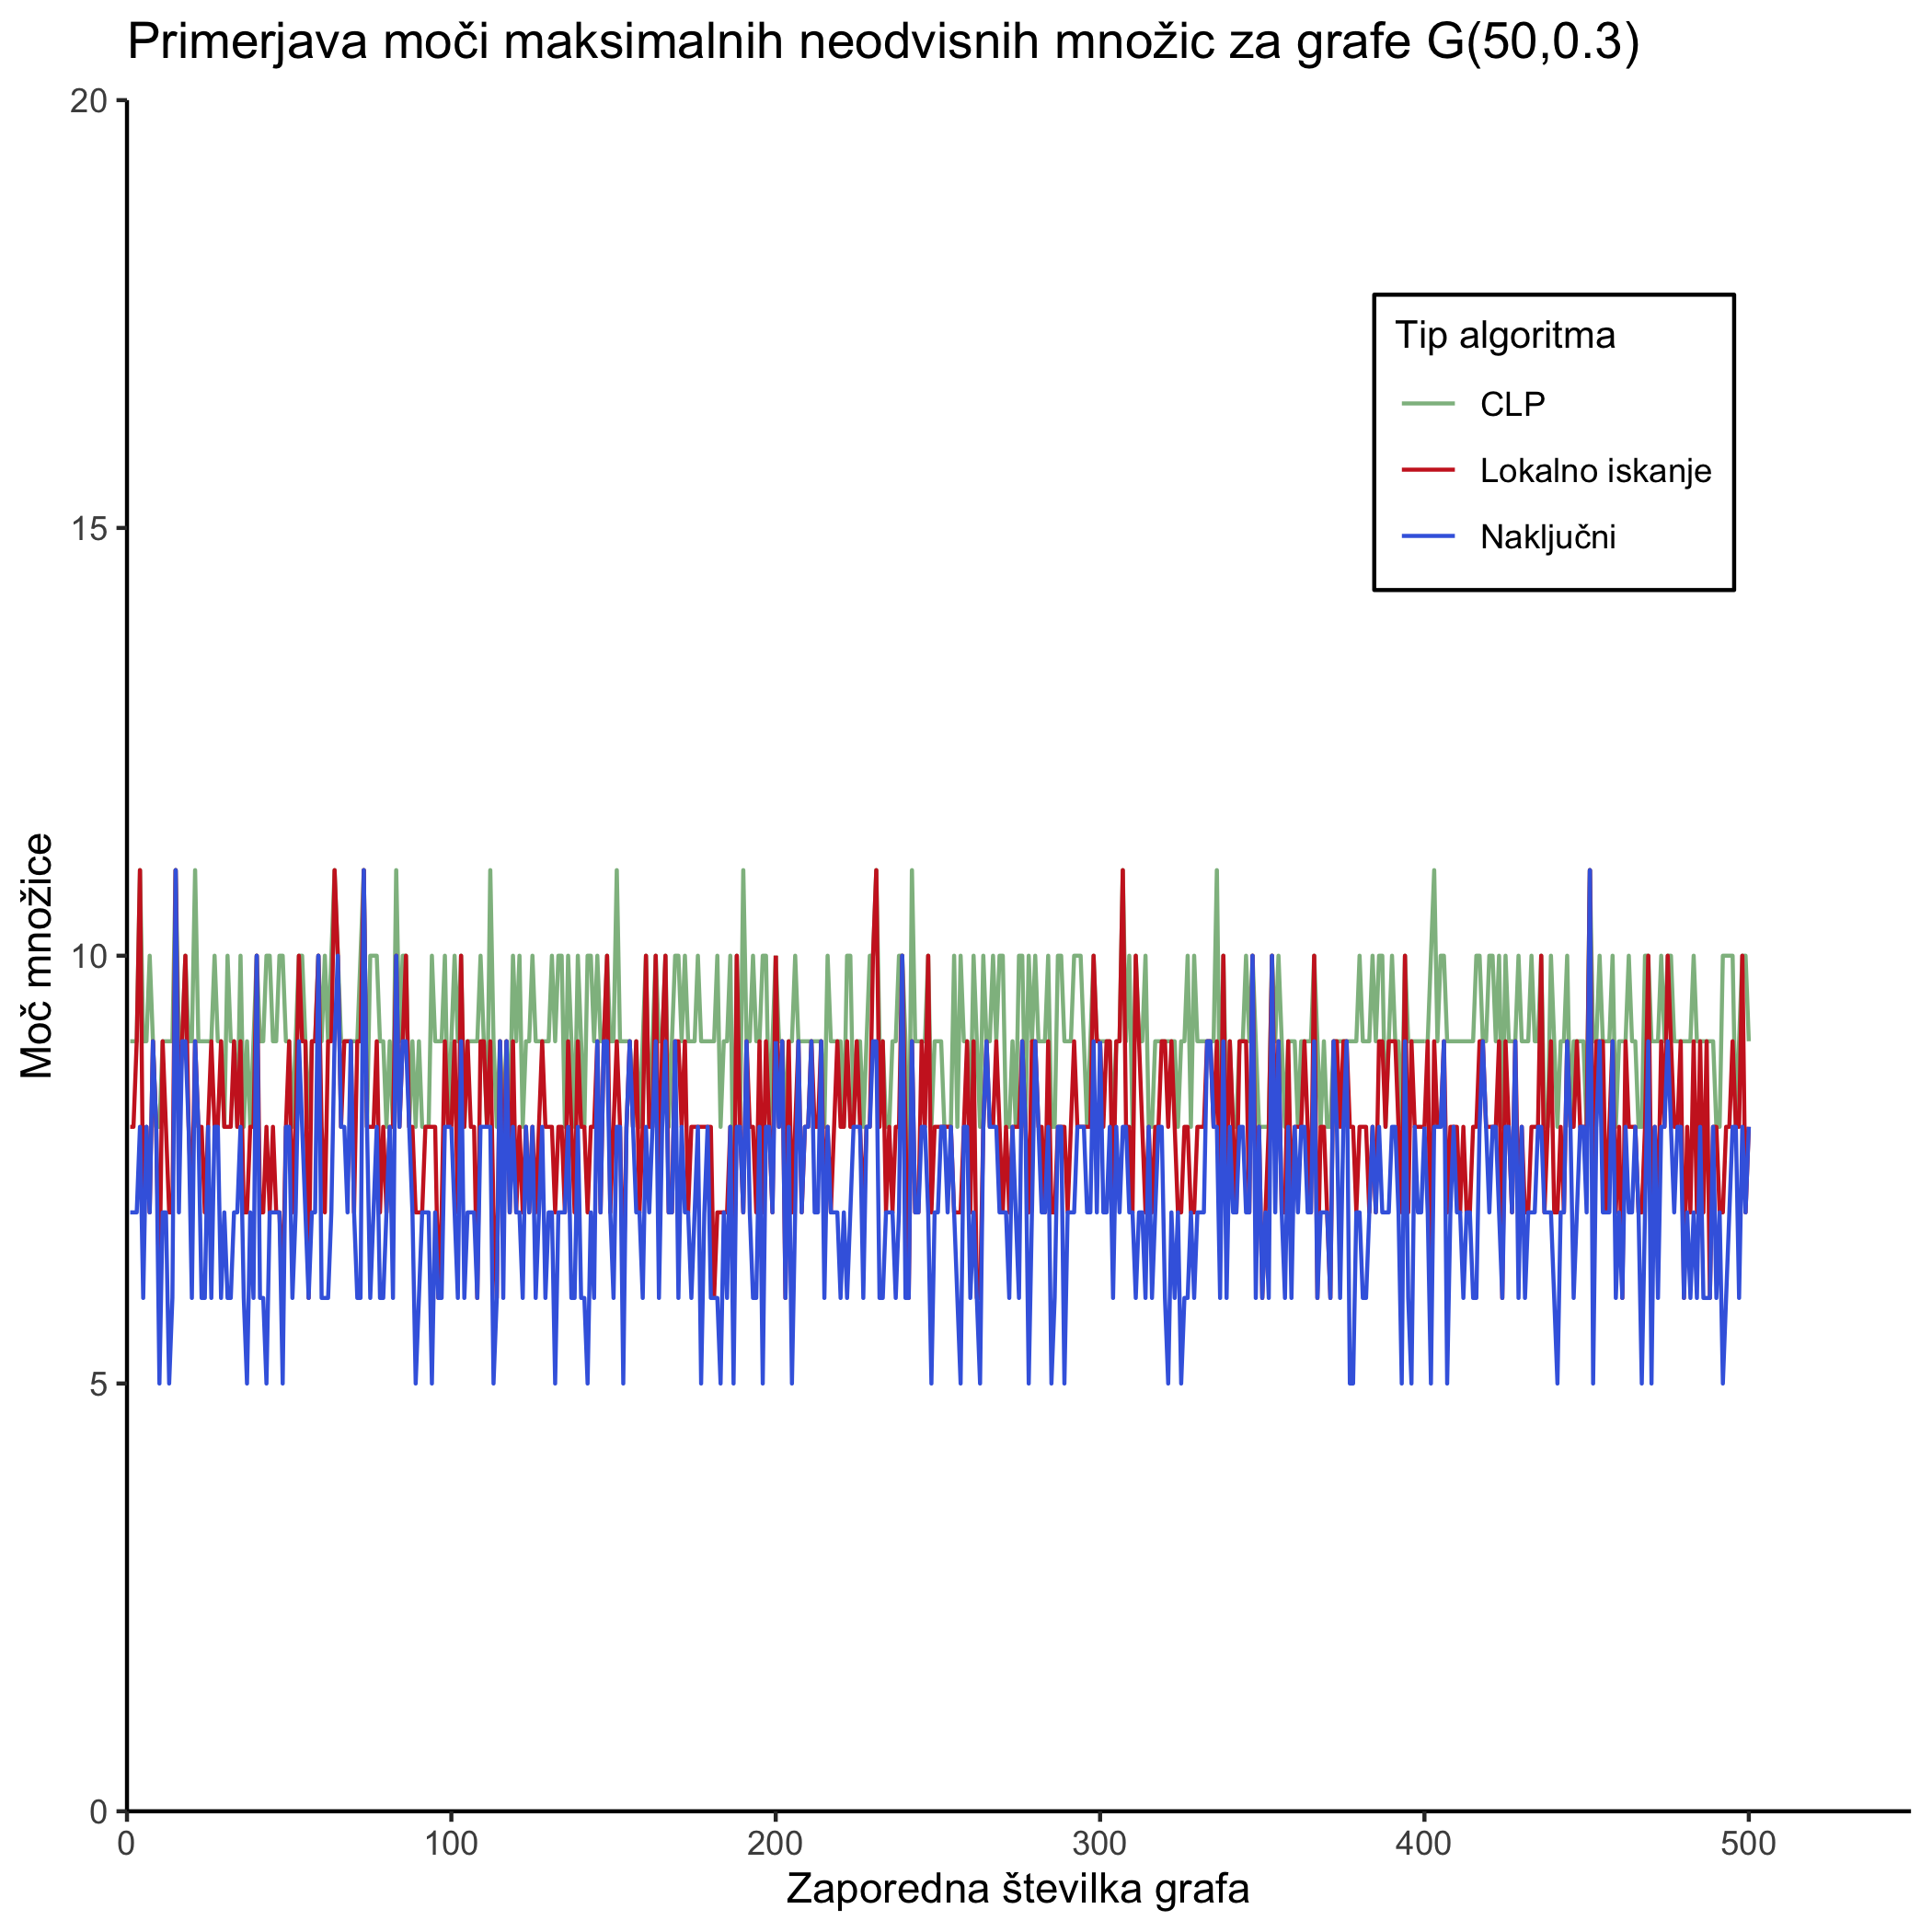 Primerjava moči maksimalnih neodvisnih množic za grafe G(50,0.3)
20
15
10
5
0
Moč množice
Tip algoritma
CLP
Lokalno iskanje
Naključni
0 100 200 300 400 500
Zaporedna številka grafa